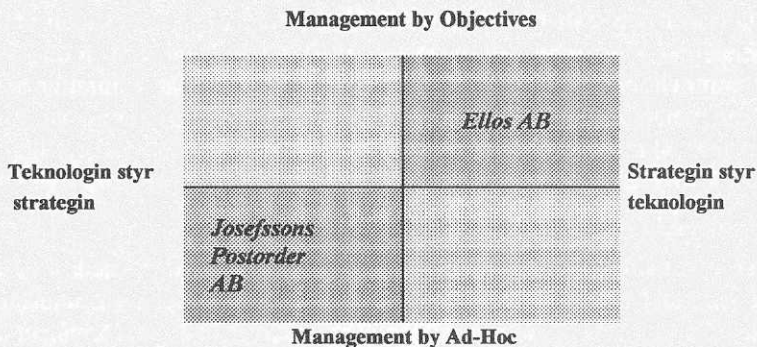 Management by Objectives
Ellos AB
Teknologin styr
strategin
Strategin styr
teknologin
Josefssons
Postorder
AB
Management by Ad-Hoc